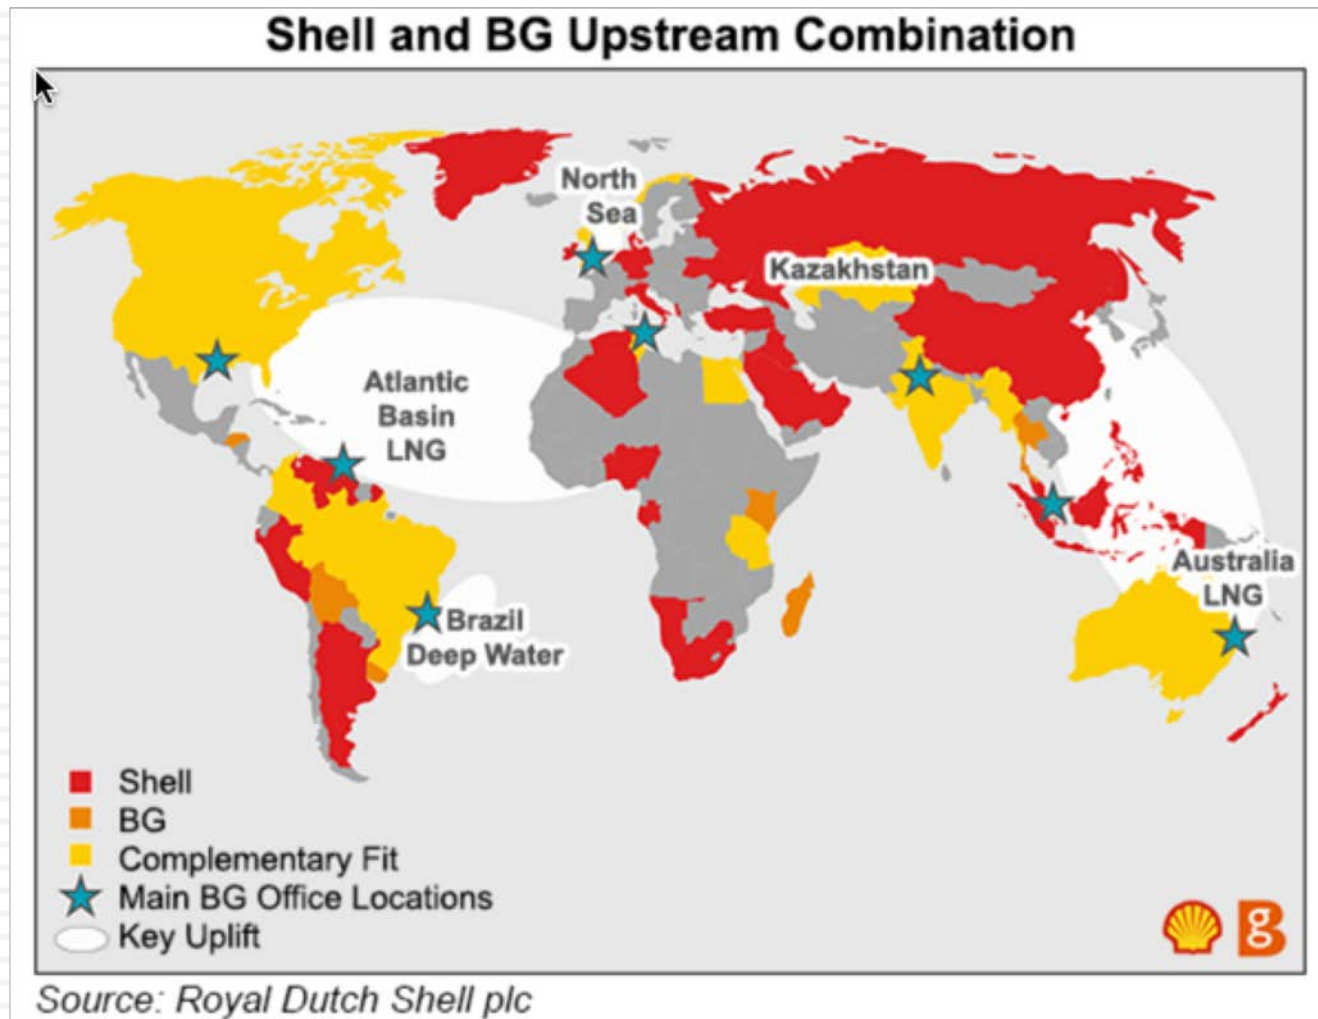 Shell and BG Upstream Combination
North
Sea
Kazakhstan
Atlantic
Basin
LNG
Australia
LNG
Brazil
Deep Water
Shell
BG
Complementary Fit
Main BG Office Locations
Key Uplift
BG
Source: Royal Dutch Shell plc